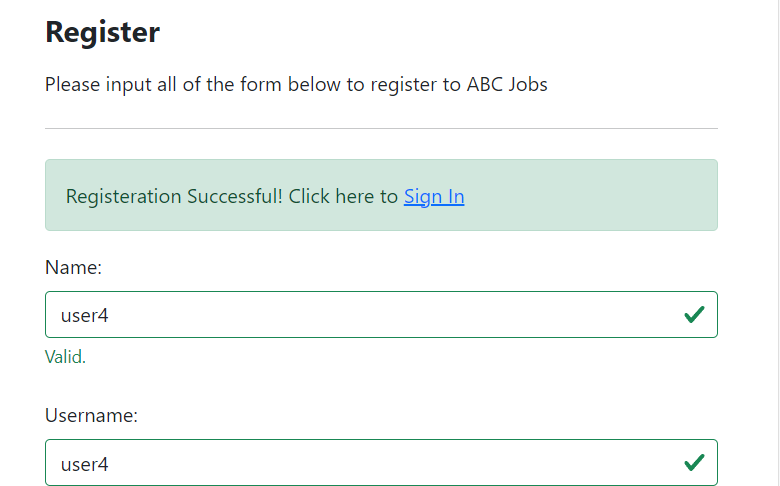 Register
Please input all of the form below to register to ABC Jobs
Registeration Successful! Click here to Sign In
Name:
user4
Valid.
Username:
user4